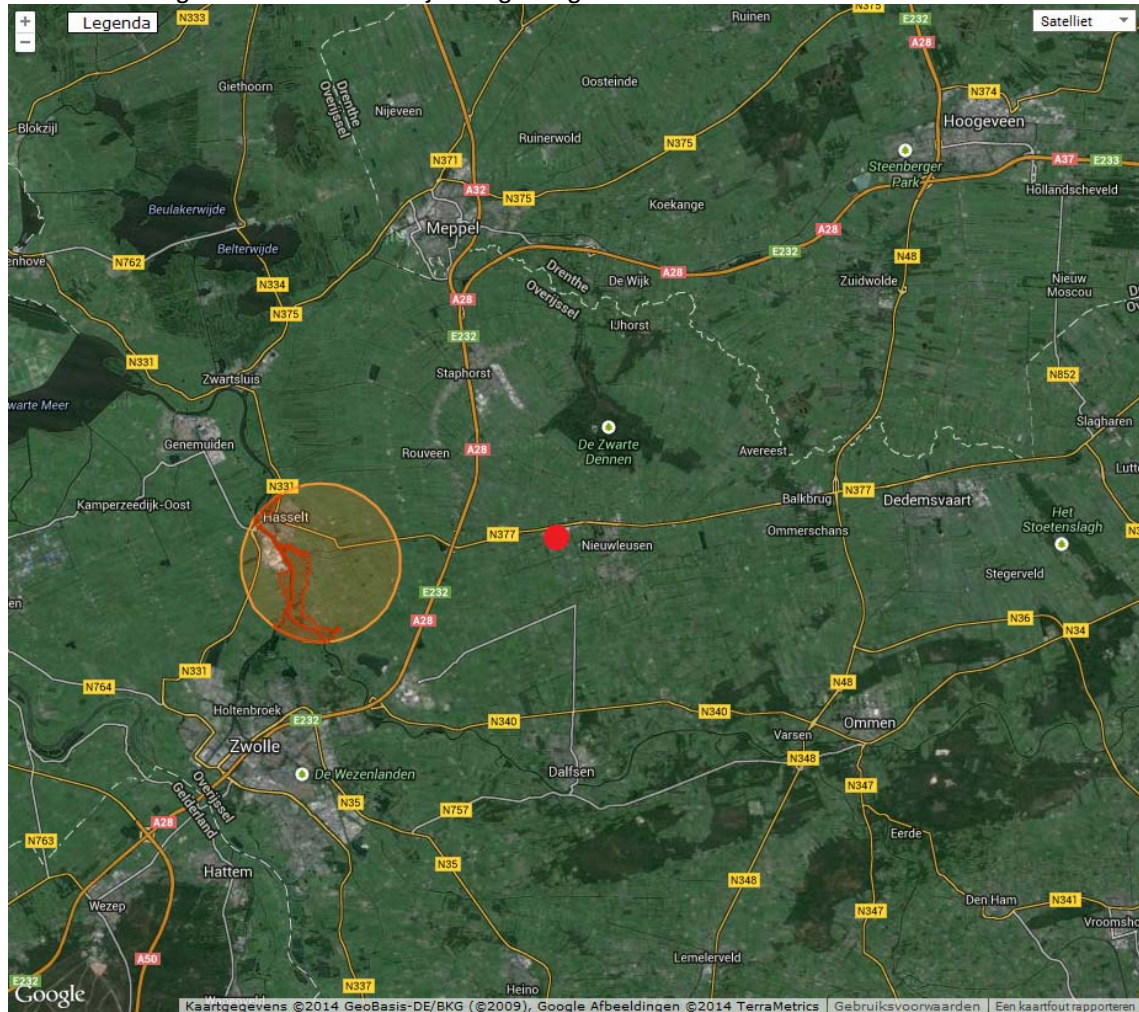 Legenda
Satelliet
+
−
N333
A28
Ruinen
N375
E232
A28
Giethoorn
Drenthe
Overijssel
Nijeveen
Oosteinde
N374
Hoogeveen
Blokzijl
Ruinerwold
N371
N375
A32
N375
Steenberger
Park
A37
E233
Hollandscheveld
Beulakerwijde
Meppel
Koekange
A28
Belterwijde
E232
N48
enhove
N762
A28
Drenthe
Overijssel
De Wijk
Zuidwolde
Nieuw
Moscou
N334
A28
N375
IJhorst
E232
N331
Zwartsluis
Staphorst
N852
warte Meer
Slagharen
Genemuiden
De Zwarte
Dennen
Rouveen
A28
Avereest
N331
N377
Balkbrug
Dedemsvaart
Kamperzeedijk-Oost
Hasselt
N377
Nieuwleusen
Ommerschans
Het
Stoetenslagh
Stegerveld
en
E232
A28
N36
N34
N331
N764
N48
Holtenbroek
E232
N340
N340
Ommen
Zwolle
Varsen
De Wezenlanden
Dalfsen
N348
Overijssel
Gelderland
N35
N757
N347
A28
N763
Eerde
Hattem
N35
N348
Den Ham
N341
Wezep
N347
Vroomsho
A50
Lemelerveld
E232
N337
Heino
Google
Kaartgegevens ©2014 GeoBasis-DE/BKG (©2009), Google Afbeeldingen ©2014 TerraMetrics
Gebruiksvoorwaarden
Een kaartfout rapporteren